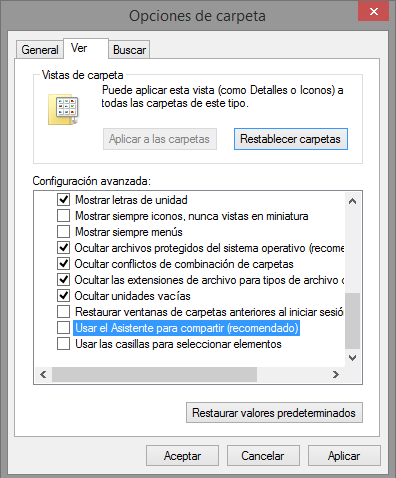 Opciones de carpeta
General
Ver
Buscar
Vistas de carpeta
Puede aplicar esta vista (como Detalles o Iconos) a
todas las carpetas de este tipo.
Aplicar a las carpetas
Restablecer carpetas
Configuración avanzada:
Mostrar letras de unidad
Mostrar siempre iconos, nunca vistas en miniatura
Mostrar siempre menús
Ocultar archivos protegidos del sistema operativo (recome
Ocultar conflictos de combinación de carpetas
Ocultar las extensiones de archivo para tipos de archivo c
Ocultar unidades vacías
Restaurar ventanas de carpetas anteriores al iniciar sesió
Usar el Asistente para compartir (recomendado)
Usar las casillas para seleccionar elementos
Restaurar valores predeterminados
Aceptar
Cancelar
Aplicar